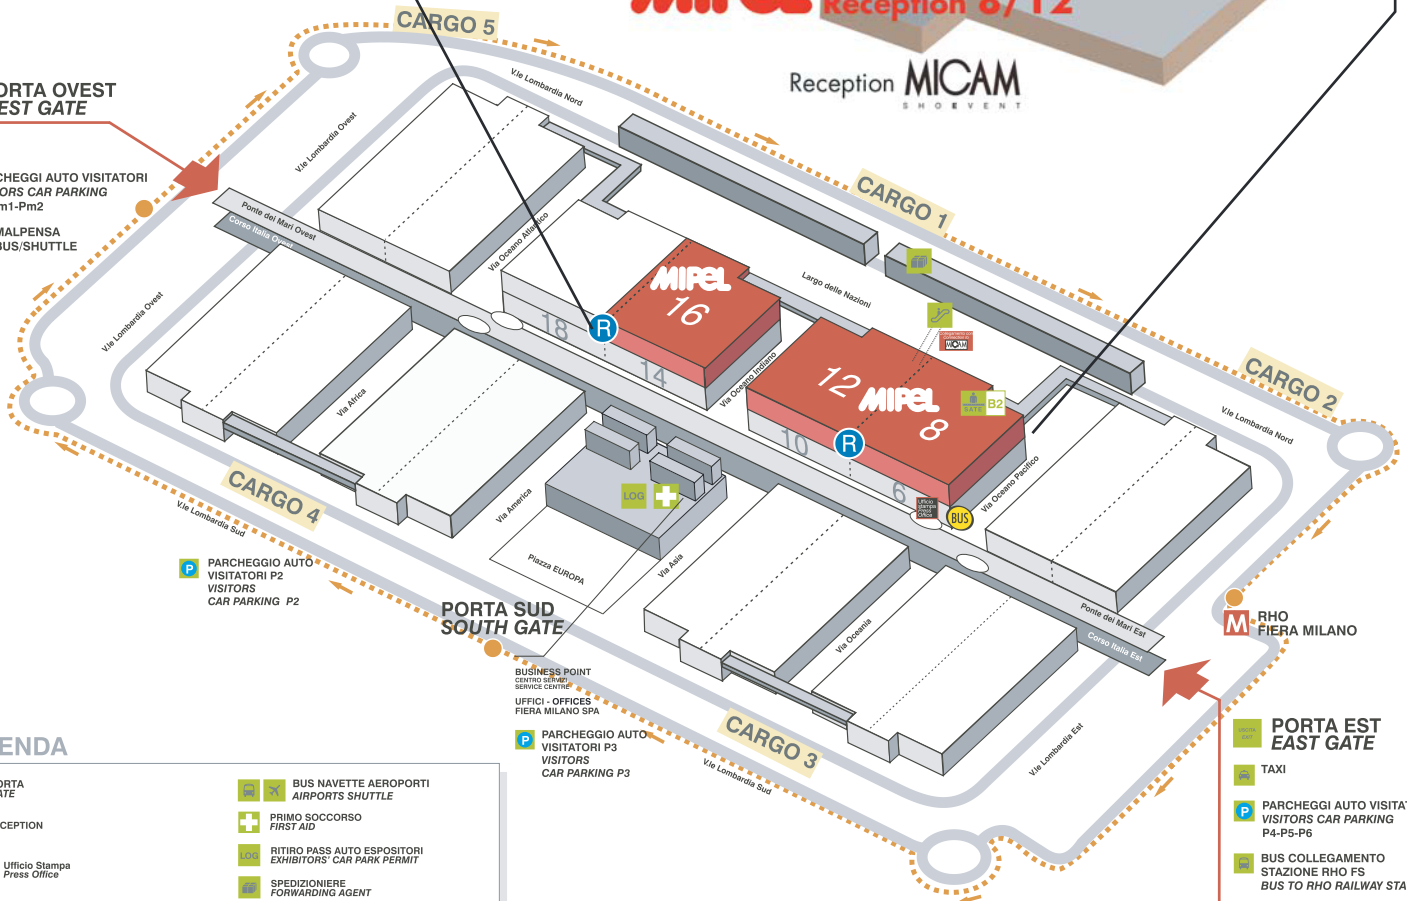 MIPEL Reception 8/12
Reception MICAM
SHOEVENT
CARGO 5
V.le Lombardia Nord
ORTA OVEST
EST GATE
V.le Lombardia Ovest
CHEGGI AUTO VISITATORI
ORS CAR PARKING
m1-Pm2
MALPENSA
BUS/SHUTTLE
Ponte dei Mari Ovest
Corso Italia Ovest
Via Oceano Atlantico
CARGO 1
Largo delle Nazioni
MIPEL
16
18
R
14
Via Oceano Indiano
MICAM
12
MIPEL
8
SATE
B2
10
R
6
Ufficio
stampa
Press
Office
BUS
Via Oceano Pacifico
CARGO 2
V.le Lombardia Nord
V.le Lombardia Ovest
Via Africa
CARGO 4
V.le Lombardia Sud
Via America
LOG
Piazza EUROPA
Via Asia
Via Oceania
Ponte dei Mari Est
Corso Italia Est
M
RHO
FIERA MILANO
P
PARCHEGGIO AUTO
VISITATORI P2
VISITORS
CAR PARKING P2
PORTA SUD
SOUTH GATE
BUSINESS POINT
CENTRO SERVIZI
SERVICE CENTRE
UFFICI - OFFICES
FIERA MILANO SPA
P
PARCHEGGIO AUTO
VISITATORI P3
VISITORS
CAR PARKING P3
CARGO 3
V.le Lombardia Sud
V.le Lombardia Est
PORTA EST
EAST GATE
TAXI
P
PARCHEGGI AUTO VISITAT
VISITORS CAR PARKING
P4-P5-P6
BUS COLLEGAMENTO
STAZIONE RHO FS
BUS TO RHO RAILWAY STA
ENDA
ORTA
ATE
CEPTION
Ufficio Stampa
Press Office
BUS NAVETTE AEROPORTI
AIRPORTS SHUTTLE
PRIMO SOCCORSO
FIRST AID
LOG
RITIRO PASS AUTO ESPOSITORI
EXHIBITORS' CAR PARK PERMIT
SPEDIZIONIERE
FORWARDING AGENT